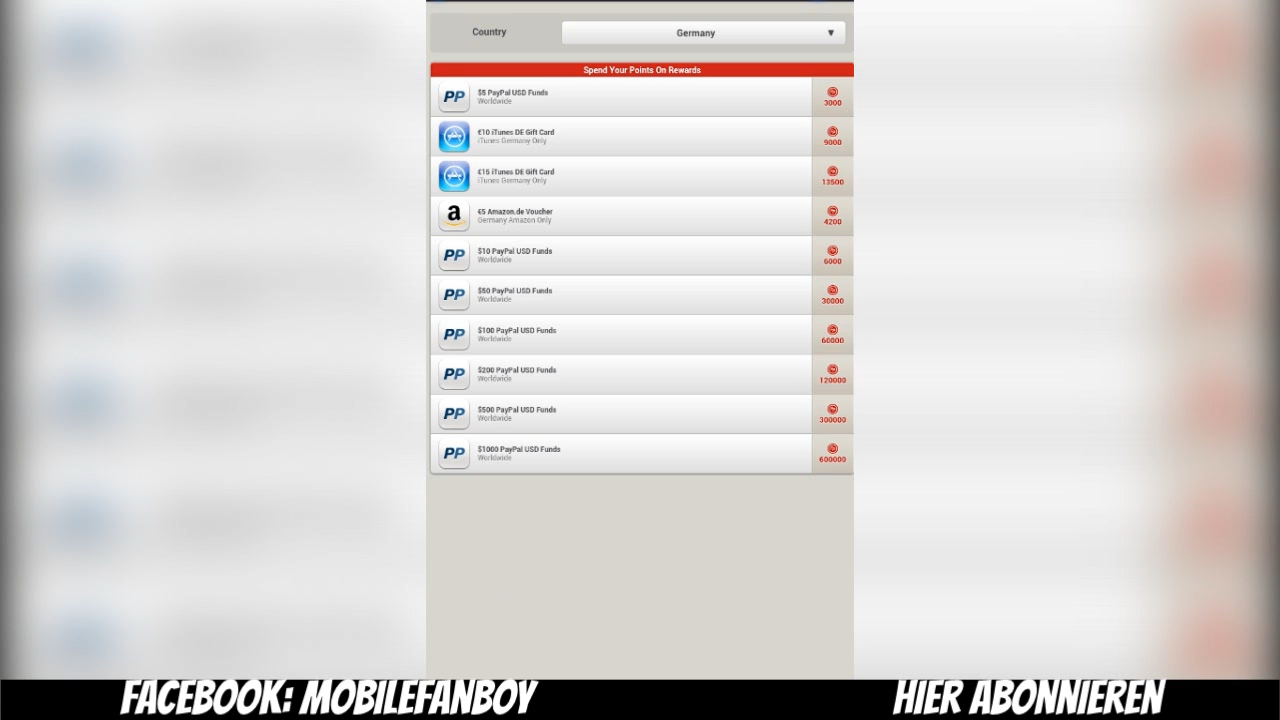 Country
Germany ▼
Spend Your Points On Rewards
PP
$5 PayPal USD Funds
Worldwide
3000
€10 iTunes DE Gift Card
iTunes Germany Only
9000
€15 iTunes DE Gift Card
iTunes Germany Only
13500
a
€5 Amazon.de Voucher
Germany Amazon Only
4200
PP
$10 PayPal USD Funds
Worldwide
6000
PP
$50 PayPal USD Funds
Worldwide
30000
PP
$100 PayPal USD Funds
Worldwide
60000
PP
$200 PayPal USD Funds
Worldwide
120000
PP
$500 PayPal USD Funds
Worldwide
300000
PP
$1000 PayPal USD Funds
Worldwide
600000
FACEBOOK: MOBILEFANBOY
HIER ABONNIEREN